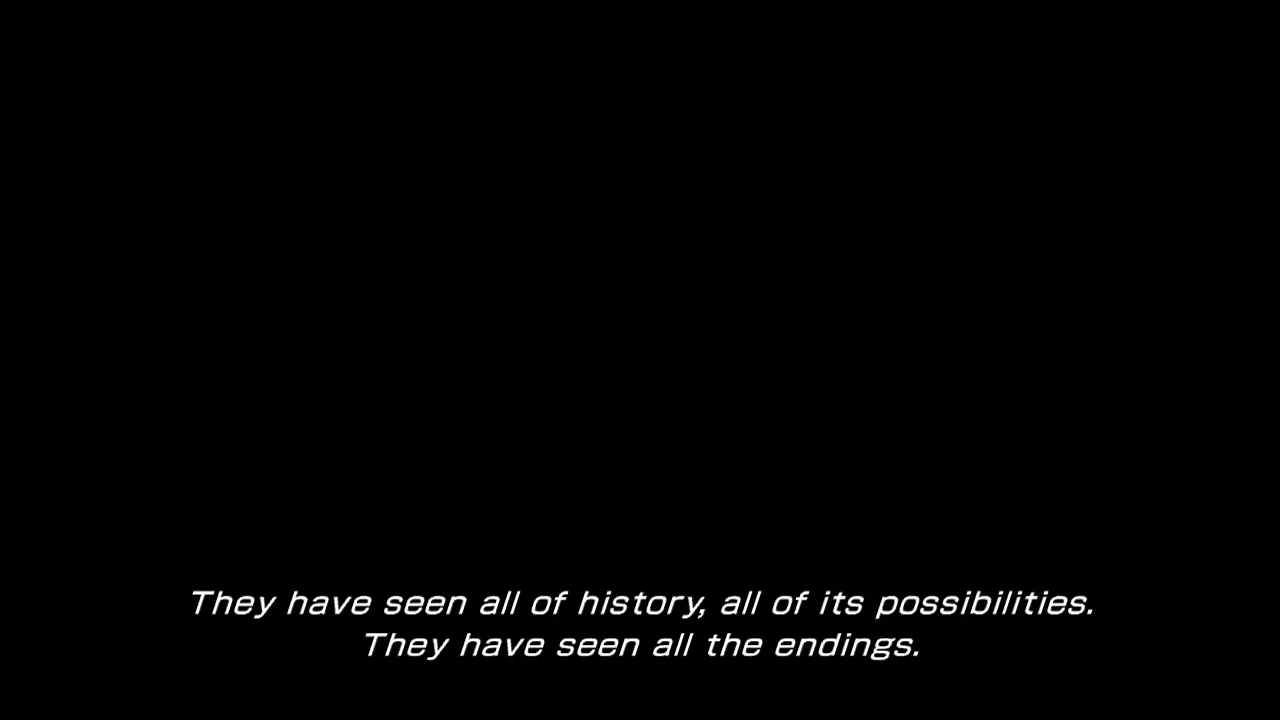 They have seen all of history, all of its possibilities.
They have seen all the endings.